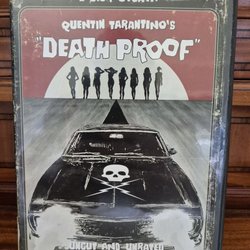 QUENTIN TARANTINO'S
"DEATH PROOF"
UNCUT AND UNRATED